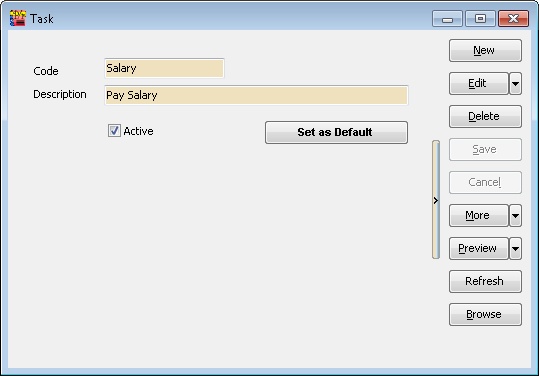 Task
New
Code
Salary
Edit
Description
Pay Salary
Delete
Active
Set as Default
Save
Cancel
>
More
Preview
Refresh
Browse